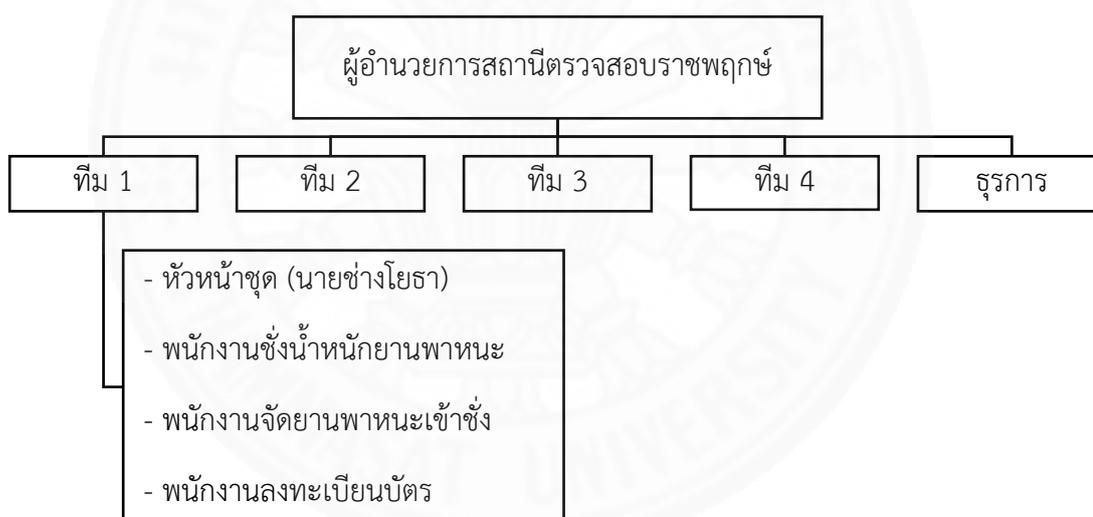 ผู้อำนวยการสถานีตรวจสอบราชพฤกษ์
ทีม 1
ทีม 2
ทีม 3
ทีม 4
ธุรการ
- หัวหน้าชุด (นายช่างโยธา)
- พนักงานชั่งน้ำหนักยานพาหนะ
- พนักงานจัดยานพาหนะเข้าชั่ง
- พนักงานลงทะเบียนบัตร
UNIVERSITY